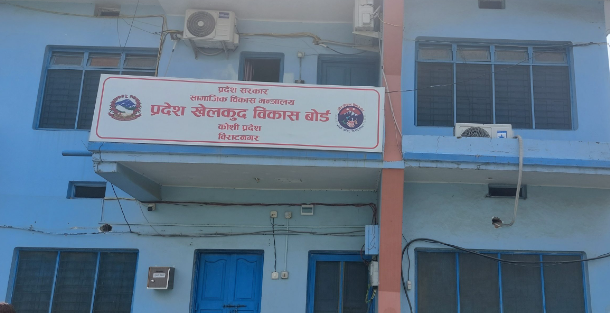 प्रदेश सरकार
सामाजिक विकास मन्त्रालय
प्रदेश खेलकुद विकास बोर्ड
कोशी प्रदेश
विराटनगर